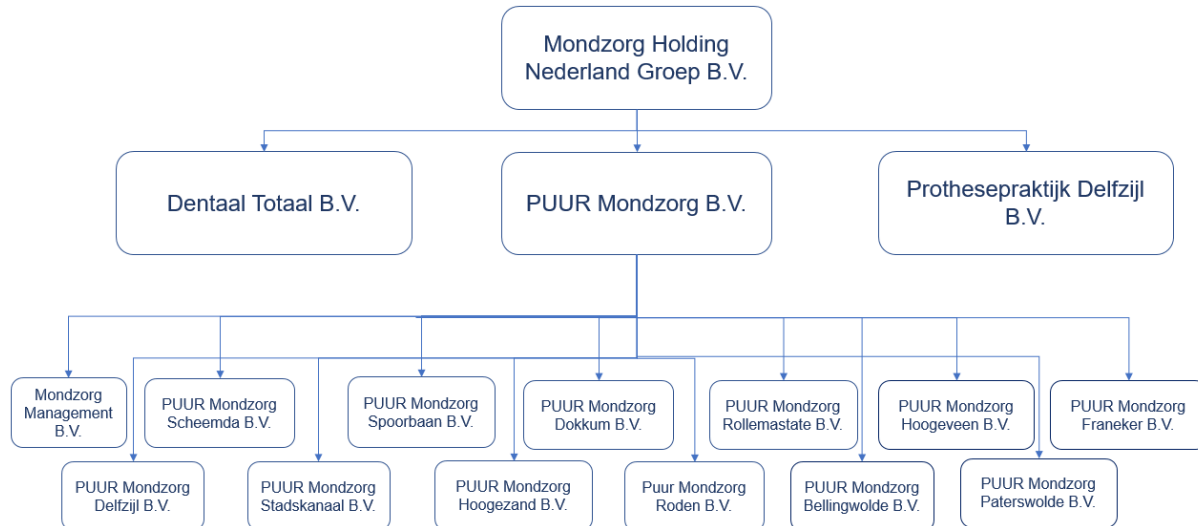 Mondzorg Holding
Nederland Groep B.V.
Dentaal Totaal B.V.
PUUR Mondzorg B.V.
Prothesepraktijk Delfzijl
B.V.
Mondzorg
Management
B.V.
PUUR Mondzorg
Scheemda B.V.
PUUR Mondzorg
Spoorbaan B.V.
PUUR Mondzorg
Dokkum B.V.
PUUR Mondzorg
Rollemastate B.V.
PUUR Mondzorg
Hoogeveen B.V.
PUUR Mondzorg
Franeker B.V.
PUUR Mondzorg
Delfzijl B.V.
PUUR Mondzorg
Stadskanaal B.V.
PUUR Mondzorg
Hoogezand B.V.
Puur Mondzorg
Roden B.V.
PUUR Mondzorg
Bellingwolde B.V.
PUUR Mondzorg
Paterswolde B.V.